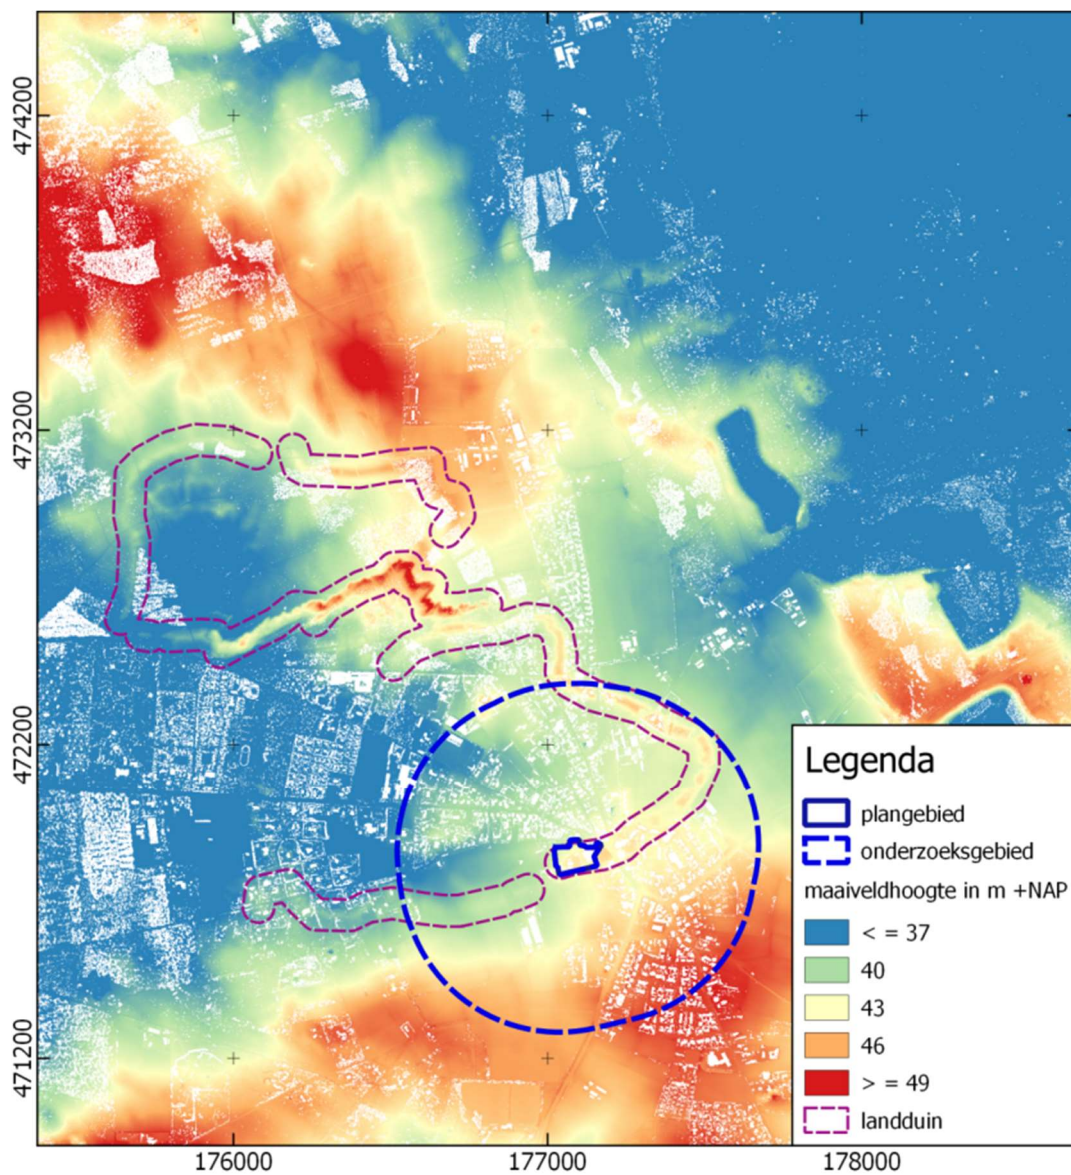 474200
473200
472200
471200
176000
177000
178000
Legenda
plangebied
onderzoeksgebied
maaiveldhoogte in m +NAP
< = 37
40
43
46
> = 49
landduin